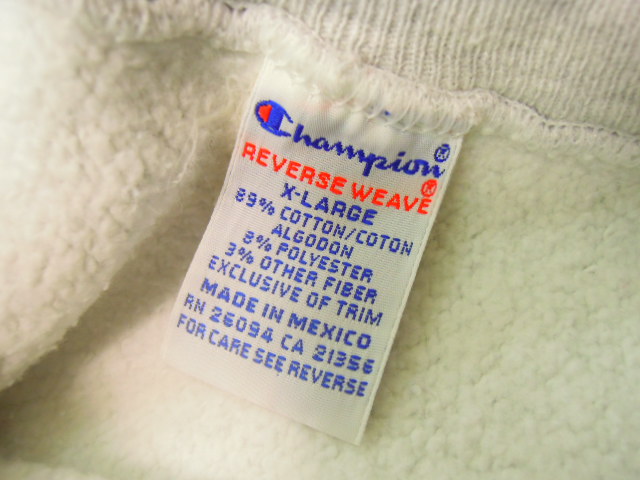 Champion®
REVERSE WEAVE®
X-LARGE
89% COTTON/COTON
ALGODON
8% POLYESTER
3% OTHER FIBER
EXCLUSIVE OF TRIM
MADE IN MEXICO
RN 26094 CA 21356
FOR CARE SEE REVERSE